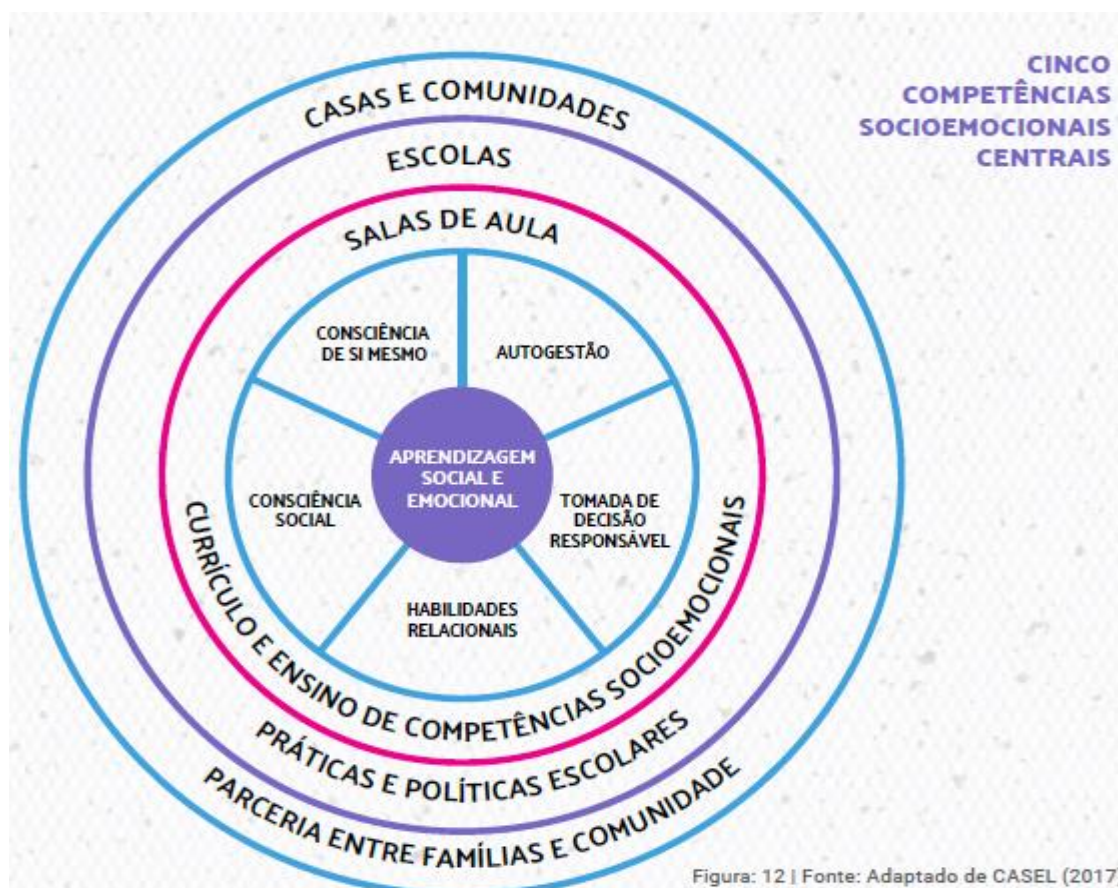 CINCO
COMPETÊNCIAS
SOCIOEMOCIONAIS
CENTRAIS
CASAS E COMUNIDADES
ESCOLAS
SALAS DE AULA
CONSCIÊNCIA
DE SI MESMO
AUTOGESTÃO
APRENDIZAGEM
SOCIAL E
EMOCIONAL
CONSCIÊNCIA
SOCIAL
TOMADA DE
DECISÃO
RESPONSÁVEL
HABILIDADES
RELACIONAIS
CURRÍCULO E ENSINO DE COMPETÊNCIAS SOCIOEMOCIONAIS
PRÁTICAS E POLÍTICAS ESCOLARES
PARCERIA ENTRE FAMÍLIAS E COMUNIDADE
Figura: 12 | Fonte: Adaptado de CASEL (2017